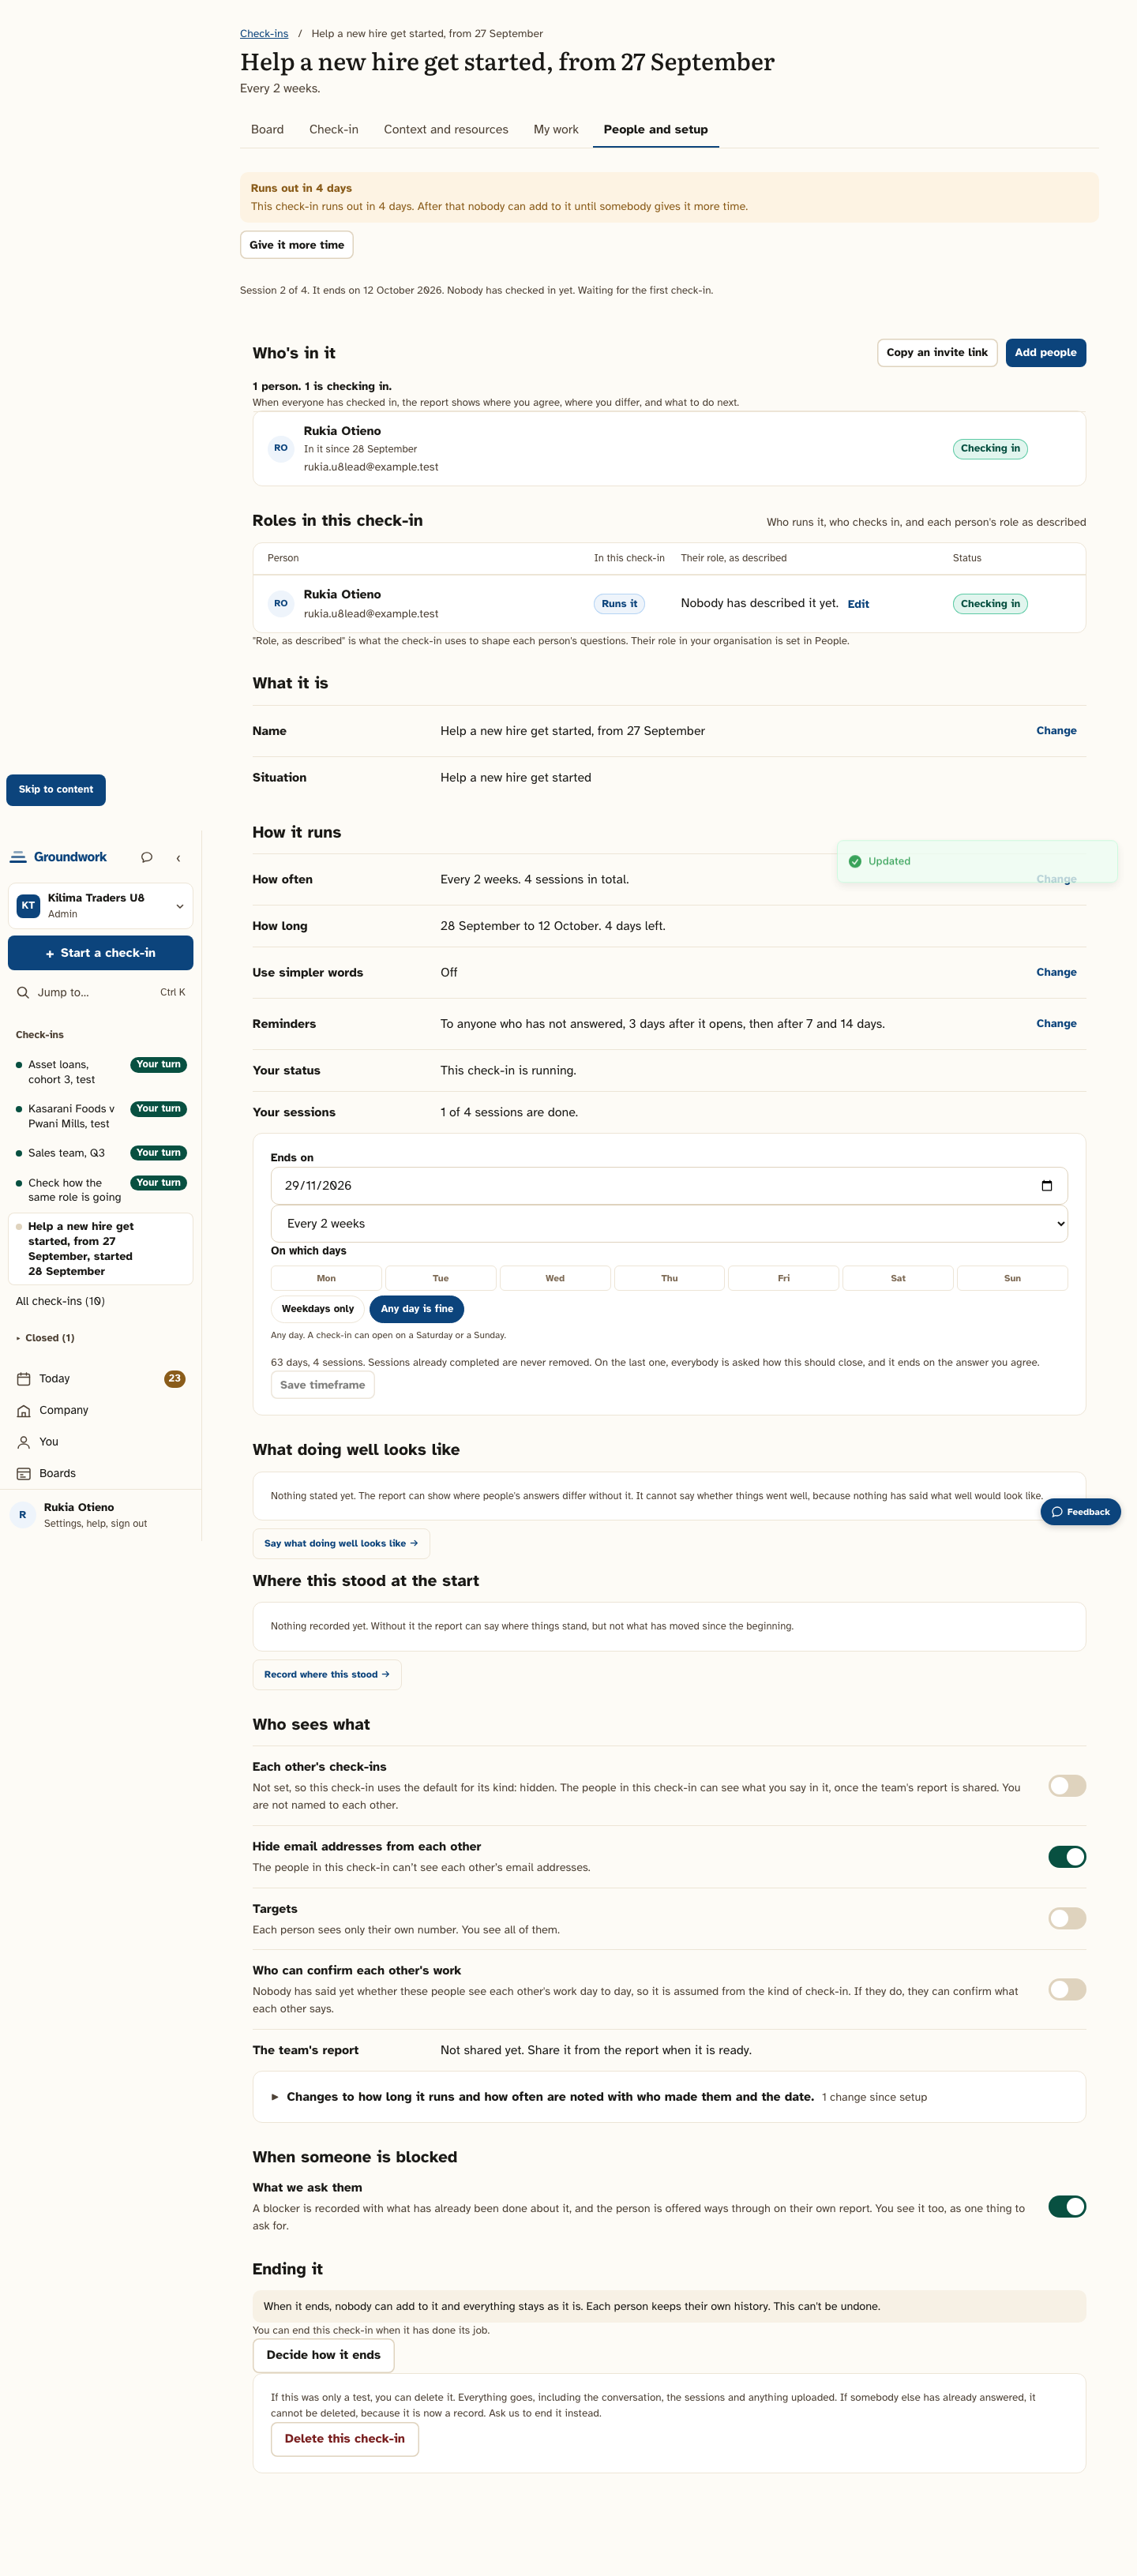 Check-ins / Help a new hire get started, from 27 September
Help a new hire get started, from 27 September
Every 2 weeks.
Board Check-in Context and resources My work People and setup
Runs out in 4 days
This check-in runs out in 4 days. After that nobody can add to it until somebody gives it more time.
Give it more time
Session 2 of 4. It ends on 12 October 2026. Nobody has checked in yet. Waiting for the first check-in.
Who's in it
Copy an invite link
Add people
1 person. 1 is checking in.
When everyone has checked in, the report shows where you agree, where you differ, and what to do next.
RO
Rukia Otieno
In it since 28 September
rukia.u8lead@example.test
Checking in
Roles in this check-in
Who runs it, who checks in, and each person's role as described
Person In this check-in Their role, as described Status
RO
Rukia Otieno
rukia.u8lead@example.test
Runs it
Nobody has described it yet. Edit
Checking in
"Role, as described" is what the check-in uses to shape each person's questions. Their role in your organisation is set in People.
What it is
Name Help a new hire get started, from 27 September Change
Situation Help a new hire get started
How it runs
Updated
How often Every 2 weeks. 4 sessions in total. Change
How long 28 September to 12 October. 4 days left.
Use simpler words Off Change
Reminders To anyone who has not answered, 3 days after it opens, then after 7 and 14 days. Change
Your status This check-in is running.
Your sessions 1 of 4 sessions are done.
Ends on
29/11/2026
Every 2 weeks
On which days
Mon Tue Wed Thu Fri Sat Sun
Weekdays only Any day is fine
Any day. A check-in can open on a Saturday or a Sunday.
63 days, 4 sessions. Sessions already completed are never removed. On the last one, everybody is asked how this should close, and it ends on the answer you agree.
Save timeframe
What doing well looks like
Nothing stated yet. The report can show where people's answers differ without it. It cannot say whether things went well, because nothing has said what well would look like.
Say what doing well looks like →
Where this stood at the start
Nothing recorded yet. Without it the report can say where things stand, but not what has moved since the beginning.
Record where this stood →
Who sees what
Each other's check-ins
Not set, so this check-in uses the default for its kind: hidden. The people in this check-in can see what you say in it, once the team's report is shared. You
are not named to each other.
Hide email addresses from each other
The people in this check-in can't see each other's email addresses.
Targets
Each person sees only their own number. You see all of them.
Who can confirm each other's work
Nobody has said yet whether these people see each other's work day to day, so it is assumed from the kind of check-in. If they do, they can confirm what
each other says.
The team's report Not shared yet. Share it from the report when it is ready.
Changes to how long it runs and how often are noted with who made them and the date. 1 change since setup
When someone is blocked
What we ask them
A blocker is recorded with what has already been done about it, and the person is offered ways through on their own report. You see it too, as one thing to
ask for.
Ending it
When it ends, nobody can add to it and everything stays as it is. Each person keeps their own history. This can't be undone.
You can end this check-in when it has done its job.
Decide how it ends
If this was only a test, you can delete it. Everything goes, including the conversation, the sessions and anything uploaded. If somebody else has already answered, it
cannot be deleted, because it is now a record. Ask us to end it instead.
Delete this check-in
Skip to content
Groundwork
KT
Kilima Traders U8
Admin
+ Start a check-in
Jump to... Ctrl K
Check-ins
Asset loans,
cohort 3, test
Your turn
Kasarani Foods v
Pwani Mills, test
Your turn
Sales team, Q3 Your turn
Check how the
same role is going
Your turn
Help a new hire get
started, from 27
September, started
28 September
All check-ins (10)
Closed (1)
Today 23
Company
You
Boards
R
Rukia Otieno
Settings, help, sign out
Feedback